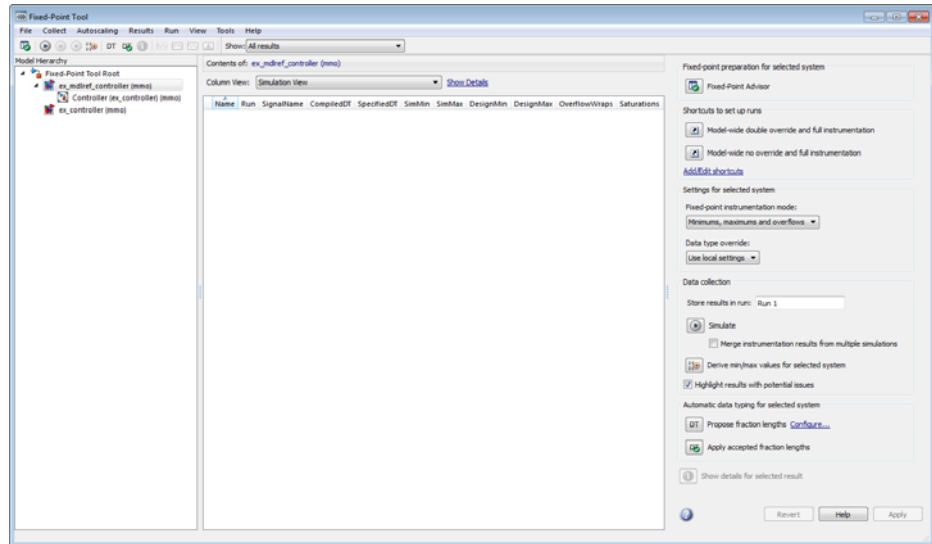 Fixed-Point Tool
File Collect Autoscaling Results Run View Tools Help
DT Show: All results
Model Hierarchy
Fixed-Point Tool Root
ex_mdlref_controller (mmo)
Controller (ex_controller) (mmo)
ex_controller (mmo)
Contents of: ex_mdlref_controller (mmo)
Column View: Simulation View Show Details
Name Run SignalName CompiledDT SpecifiedDT SimMin SimMax DesignMin DesignMax OverflowWraps Saturations
Fixed-point preparation for selected system
Fixed-Point Advisor
Shortcuts to set up runs
Model-wide double override and full instrumentation
Model-wide no override and full instrumentation
Add/Edit shortcuts
Settings for selected system
Fixed-point instrumentation mode:
Minimums, maximums and overflows
Data type override:
Use local settings
Data collection
Store results in run: Run 1
Simulate
Merge instrumentation results from multiple simulations
Derive min/max values for selected system
Highlight results with potential issues
Automatic data typing for selected system
DT Propose fraction lengths Configure...
Apply accepted fraction lengths
Show details for selected result
Revert Help Apply